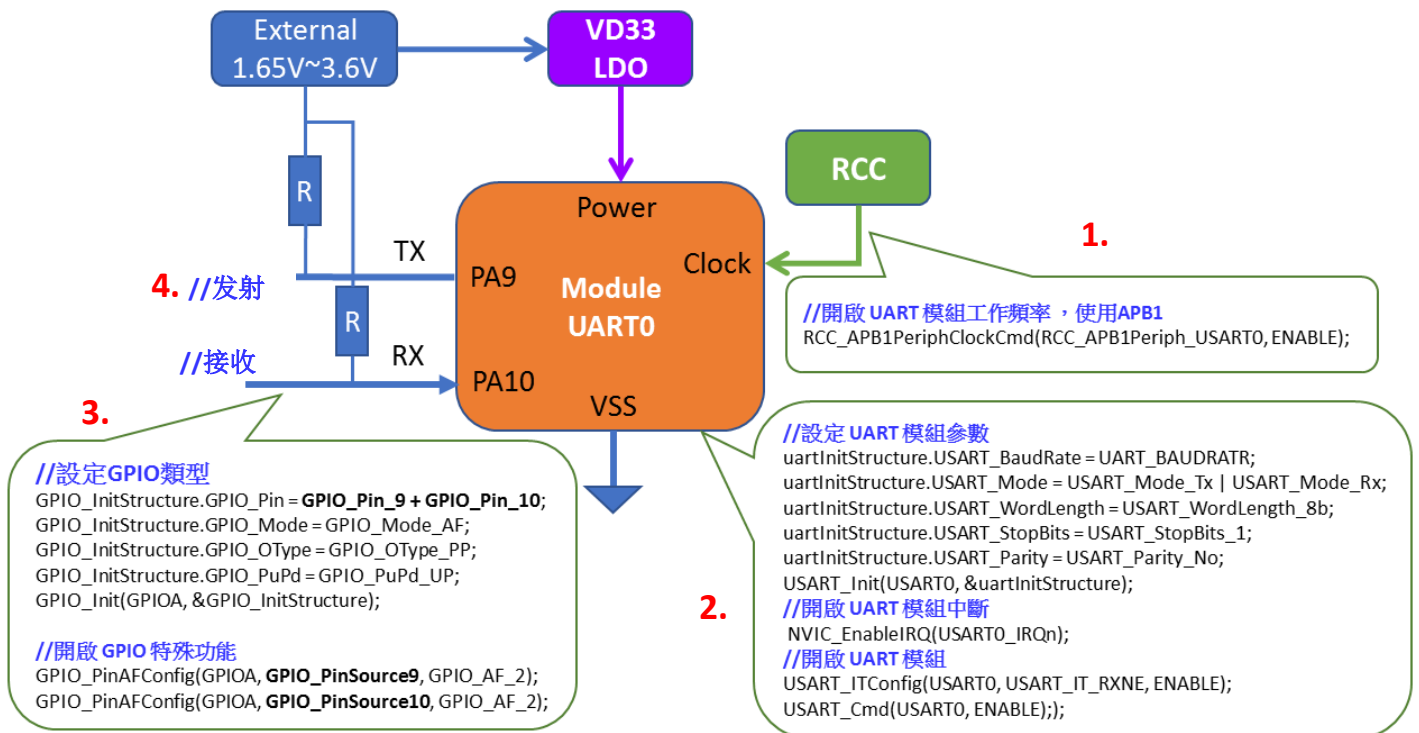 External
1.65V~3.6V
VD33
LDO
RCC
R
Power
TX
Clock
1.
PA9
4. //发射
Module
UART0
R
//開啟 UART 模組工作頻率，使用APB1
RCC_APB1PeriphClockCmd(RCC_APB1Periph_USART0, ENABLE);
//接收
RX
PA10
VSS
3.
//設定GPIO類型
GPIO_InitStructure.GPIO_Pin = GPIO_Pin_9 + GPIO_Pin_10;
GPIO_InitStructure.GPIO_Mode = GPIO_Mode_AF;
GPIO_InitStructure.GPIO_OType = GPIO_OType_PP;
GPIO_InitStructure.GPIO_PuPd = GPIO_PuPd_UP;
GPIO_Init(GPIOA, &GPIO_InitStructure);
//開啟 GPIO 特殊功能
GPIO_PinAFConfig(GPIOA, GPIO_PinSource9, GPIO_AF_2);
GPIO_PinAFConfig(GPIOA, GPIO_PinSource10, GPIO_AF_2);
2.
//設定 UART 模組參數
uartInitStructure.USART_BaudRate = UART_BAUDRATR;
uartInitStructure.USART_Mode = USART_Mode_Tx | USART_Mode_Rx;
uartInitStructure.USART_WordLength = USART_WordLength_8b;
uartInitStructure.USART_StopBits = USART_StopBits_1;
uartInitStructure.USART_Parity = USART_Parity_No;
USART_Init(USART0, &uartInitStructure);
//開啟 UART 模組中斷
NVIC_EnableIRQ(USART0_IRQn);
//開啟 UART 模組
USART_ITConfig(USART0, USART_IT_RXNE, ENABLE);
USART_Cmd(USART0, ENABLE););